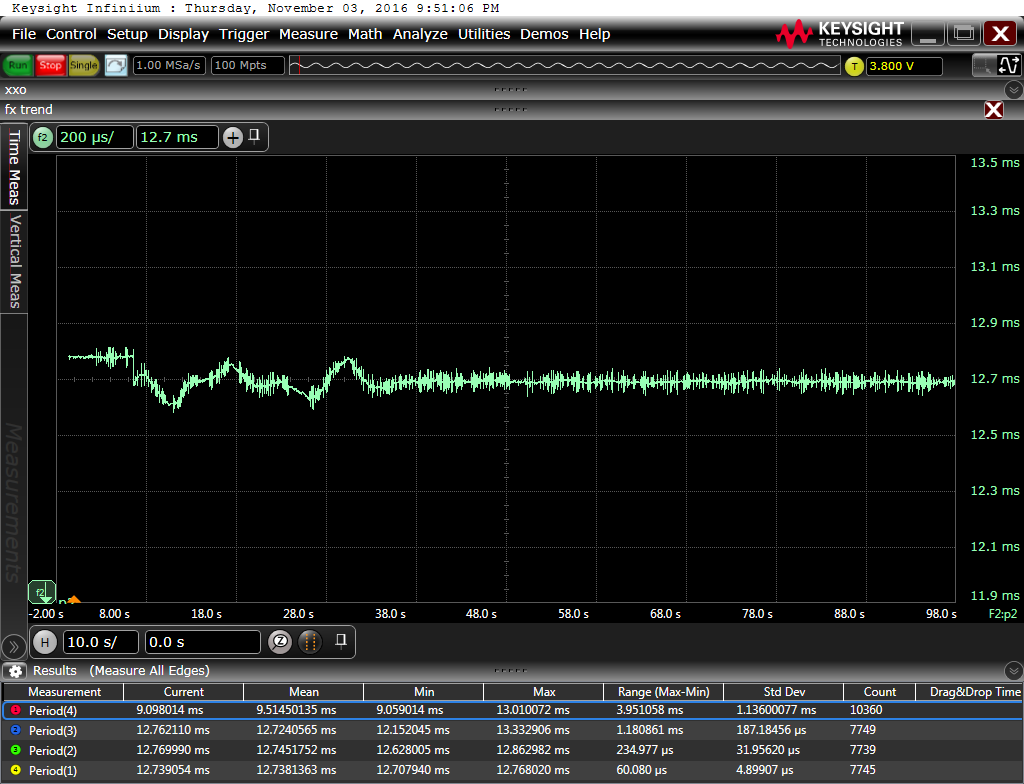 Keysight Infiniium : Thursday, November 03, 2016 9:51:06 PM
File Control Setup Display Trigger Measure Math Analyze Utilities Demos Help
KEYSIGHT
TECHNOLOGIES
Run Stop Single 1.00 MSa/s 100 Mpts T 3.800 V
xxo
fx trend
Time Meas
Vertical Meas
Measurements
f2 200 µs/ 12.7 ms
13.5 ms
13.3 ms
13.1 ms
12.9 ms
12.7 ms
12.5 ms
12.3 ms
12.1 ms
11.9 ms
f2
-2.00 s 8.00 s 18.0 s 28.0 s 38.0 s 48.0 s 58.0 s 68.0 s 78.0 s 88.0 s 98.0 s F2:p2
H 10.0 s/ 0.0 s
Results (Measure All Edges)
Measurement Current Mean Min Max Range (Max-Min) Std Dev Count Drag&Drop Time
1 Period(4) 9.098014 ms 9.51450135 ms 9.059014 ms 13.010072 ms 3.951058 ms 1.13600077 ms 10360
2 Period(3) 12.762110 ms 12.7240565 ms 12.152045 ms 13.332906 ms 1.180861 ms 187.18456 µs 7749
3 Period(2) 12.769990 ms 12.7451752 ms 12.628005 ms 12.862982 ms 234.977 µs 31.95620 µs 7739
4 Period(1) 12.739054 ms 12.7381363 ms 12.707940 ms 12.768020 ms 60.080 µs 4.89907 µs 7745